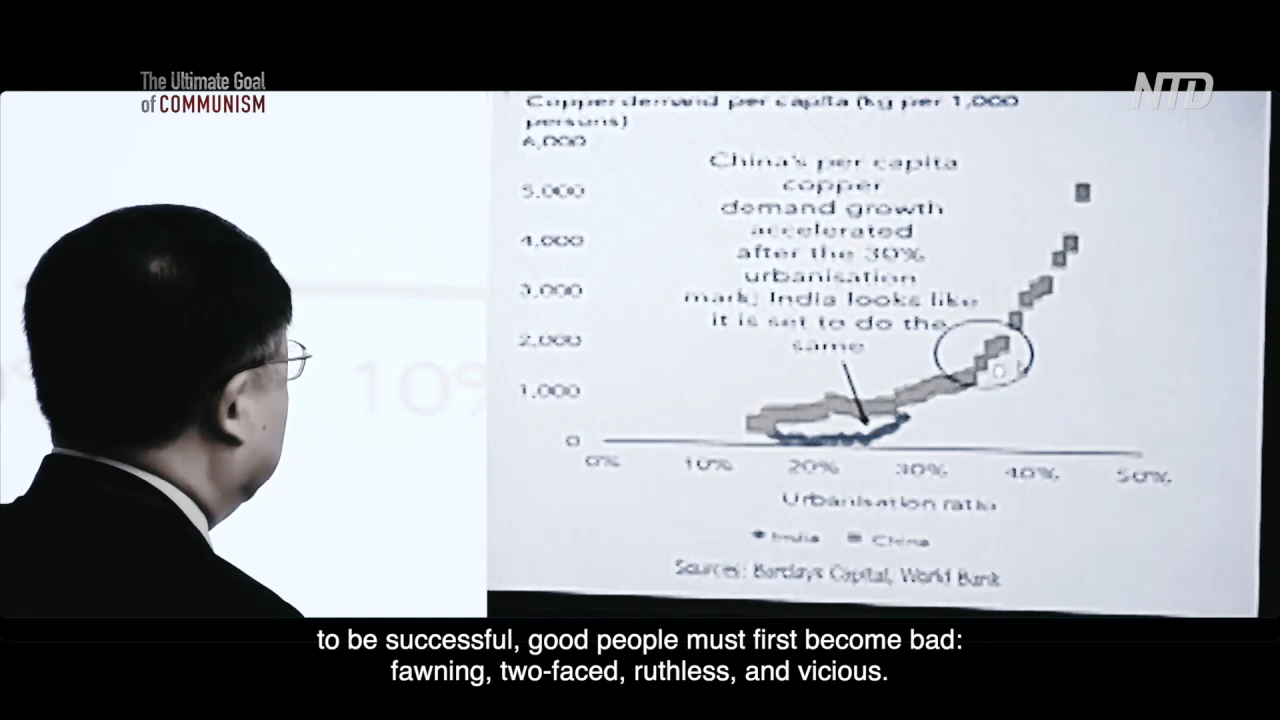 The Ultimate Goal
of COMMUNISM
NTD
Copper demand per capita (kg per 1,000
persons)
6,000
5,000
4,000
3,000
2,000
1,000
0
China's per capita
copper
demand growth
accelerated
after the 30%
urbanisation
mark; India looks like
it is set to do the
same
10%
0%
10%
20%
30%
40%
50%
Urbanisation ratio
India
China
Sources: Barclays Capital, World Bank
to be successful, good people must first become bad:
fawning, two-faced, ruthless, and vicious.